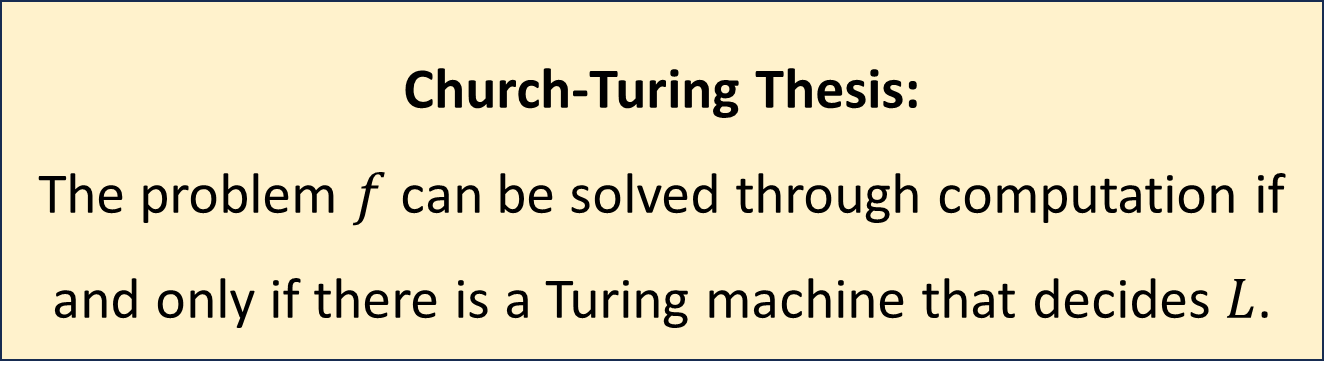 Church-Turing Thesis:
The problem 𝑓 can be solved through computation if
and only if there is a Turing machine that decides 𝐿.